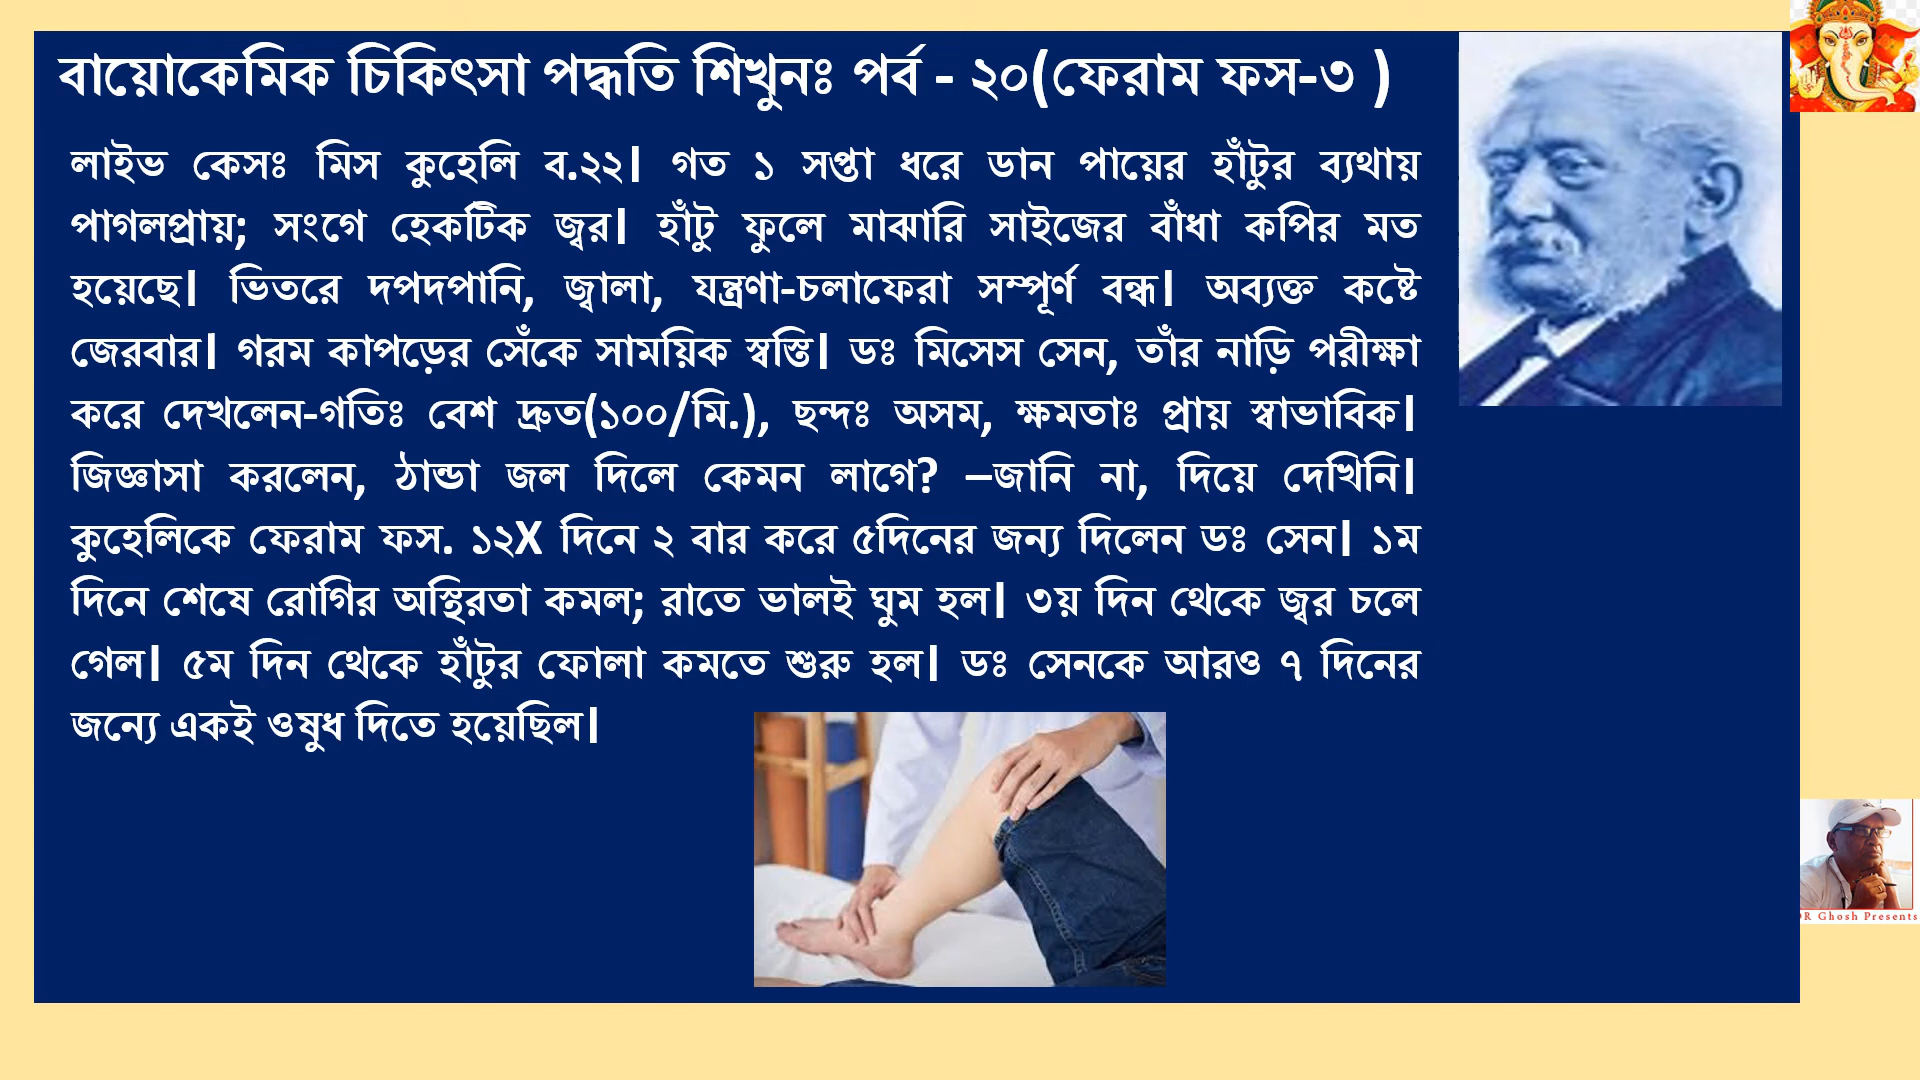 বায়োকেমিক চিকিৎসা পদ্ধতি শিখুনঃ পর্ব - ২০(ফেরাম ফস-৩ )
লাইভ কেসঃ মিস কুহেলি ব.২২। গত ১ সপ্তা ধরে ডান পায়ের হাঁটুর ব্যথায়
পাগলপ্রায়; সংগে হেকটিক জ্বর। হাঁটু ফুলে মাঝারি সাইজের বাঁধা কপির মত
হয়েছে। ভিতরে দপদপানি, জ্বালা, যন্ত্রণা-চলাফেরা সম্পূর্ণ বন্ধ। অব্যক্ত কষ্টে
জেরবার। গরম কাপড়ের সেঁকে সাময়িক স্বস্তি। ডঃ মিসেস সেন, তাঁর নাড়ি পরীক্ষা
করে দেখলেন-গতিঃ বেশ দ্রুত(১০০/মি.), ছন্দঃ অসম, ক্ষমতাঃ প্রায় স্বাভাবিক।
জিজ্ঞাসা করলেন, ঠান্ডা জল দিলে কেমন লাগে? –জানি না, দিয়ে দেখিনি।
কুহেলিকে ফেরাম ফস. ১২X দিনে ২ বার করে ৫দিনের জন্য দিলেন ডঃ সেন। ১ম
দিনে শেষে রোগির অস্থিরতা কমল; রাতে ভালই ঘুম হল। ৩য় দিন থেকে জ্বর চলে
গেল। ৫ম দিন থেকে হাঁটুর ফোলা কমতে শুরু হল। ডঃ সেনকে আরও ৭ দিনের
জন্যে একই ওষুধ দিতে হয়েছিল।
DR Ghosh Presents